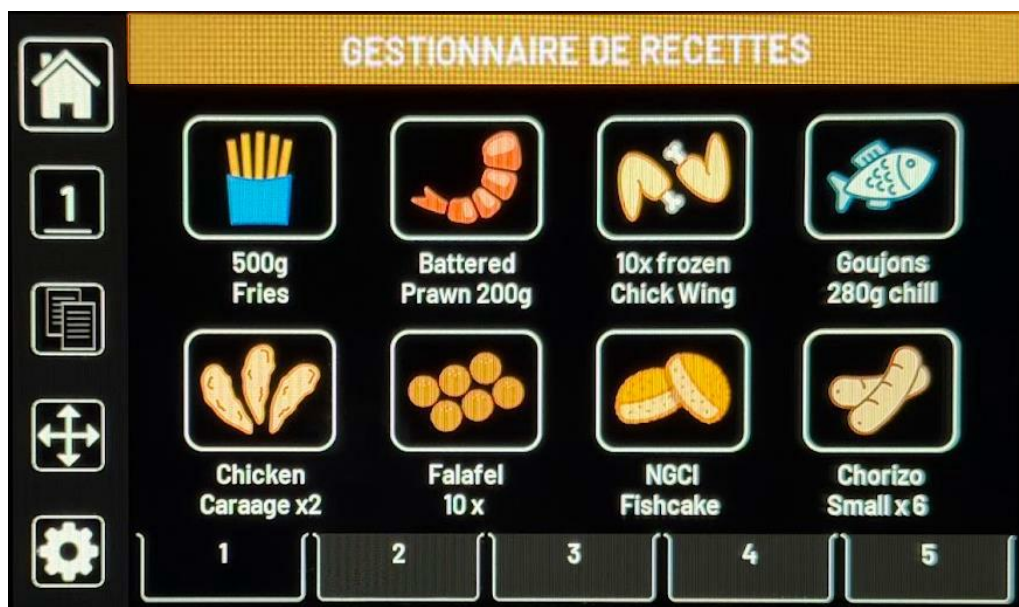 GESTIONNAIRE DE RECETTES
1
500g
Fries
Battered
Prawn 200g
10x frozen
Chick Wing
Goujons
280g chill
Chicken
Caraage x2
Falafel
10 x
NGCI
Fishcake
Chorizo
Small x 6
1
2
3
4
5